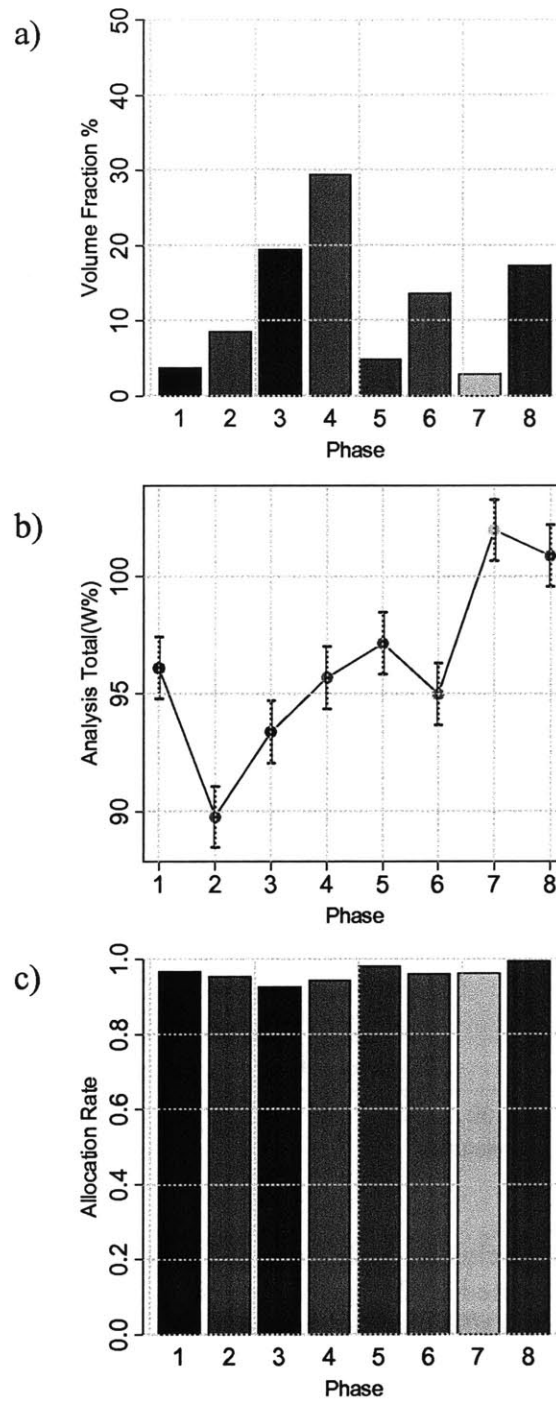 a)
Volume Fraction %
50
40
30
20
10
0
1 2 3 4 5 6 7 8
Phase
b)
Analysis Total(W%)
100
95
90
1 2 3 4 5 6 7 8
Phase
c)
Allocation Rate
1.0
0.8
0.6
0.4
0.2
0.0
1 2 3 4 5 6 7 8
Phase